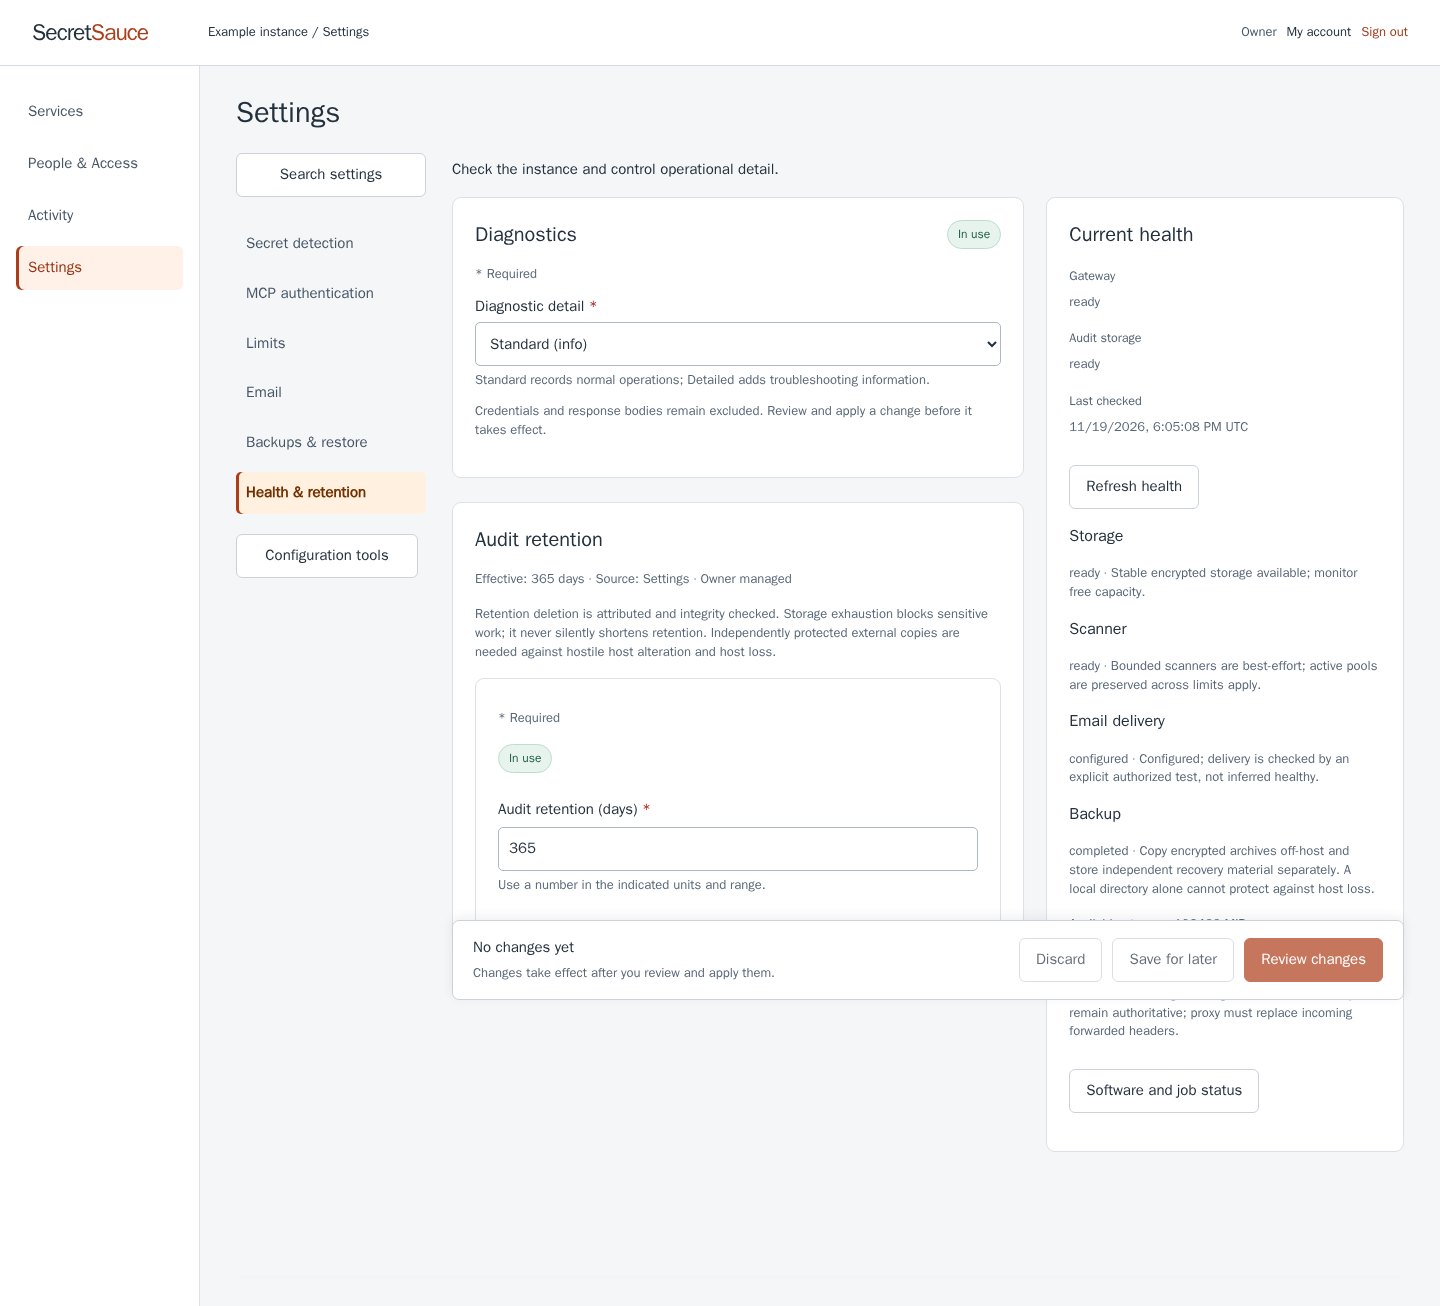 SecretSauce
Example instance / Settings
Owner My account Sign out
Services
People & Access
Activity
Settings
Settings
Search settings
Secret detection
MCP authentication
Limits
Email
Backups & restore
Health & retention
Configuration tools
Check the instance and control operational detail.
Diagnostics
In use
* Required
Diagnostic detail *
Standard (info)
Standard records normal operations; Detailed adds troubleshooting information.
Credentials and response bodies remain excluded. Review and apply a change before it
takes effect.
Audit retention
Effective: 365 days · Source: Settings · Owner managed
Retention deletion is attributed and integrity checked. Storage exhaustion blocks sensitive
work; it never silently shortens retention. Independently protected external copies are
needed against hostile host alteration and host loss.
* Required
In use
Audit retention (days) *
365
Use a number in the indicated units and range.
Current health
Gateway
ready
Audit storage
ready
Last checked
11/19/2026, 6:05:08 PM UTC
Refresh health
Storage
ready · Stable encrypted storage available; monitor
free capacity.
Scanner
ready · Bounded scanners are best-effort; active pools
are preserved across limits apply.
Email delivery
configured · Configured; delivery is checked by an
explicit authorized test, not inferred healthy.
Backup
completed · Copy encrypted archives off-host and
store independent recovery material separately. A
local directory alone cannot protect against host loss.
No changes yet
Changes take effect after you review and apply them.
Discard
Save for later
Review changes
remain authoritative; proxy must replace incoming
forwarded headers.
Software and job status